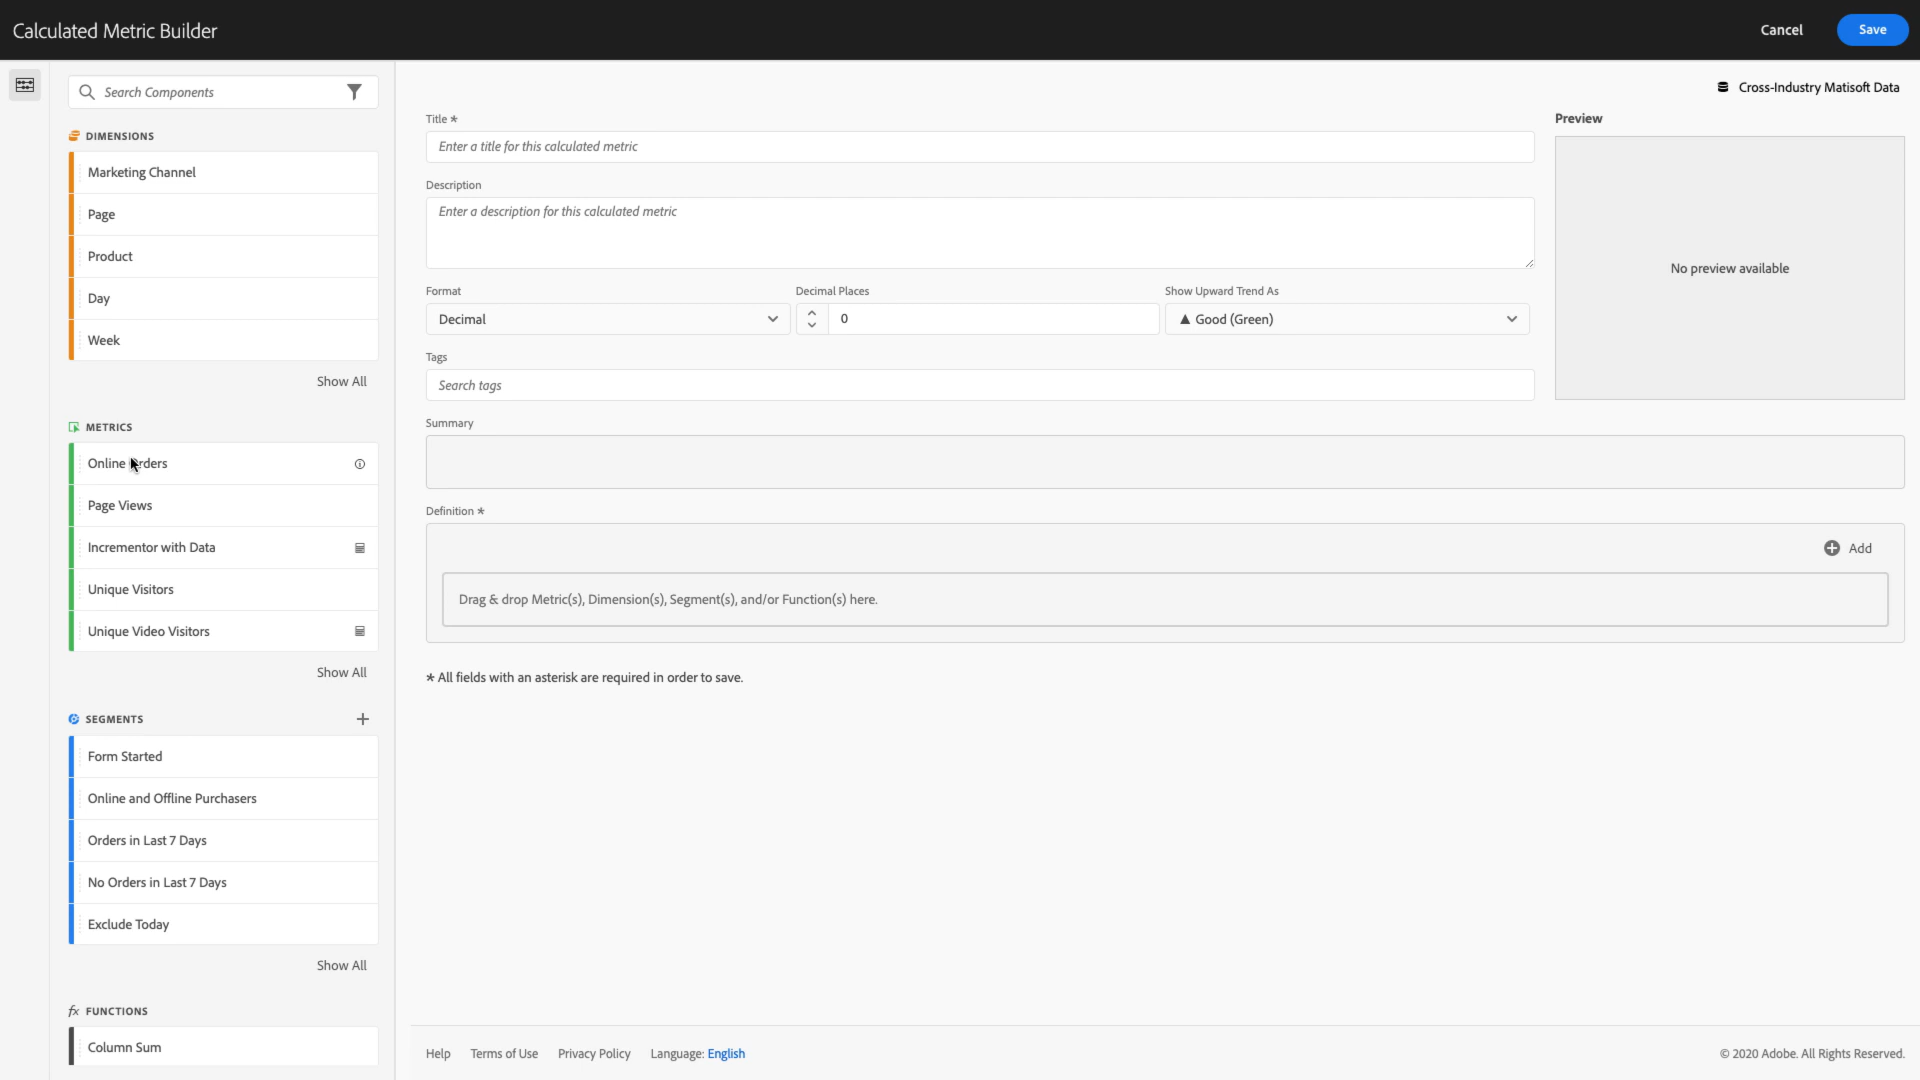 Calculated Metric Builder
Cancel
Save
Search Components
DIMENSIONS
Marketing Channel
Page
Product
Day
Week
Show All
METRICS
Online Orders
Page Views
Incrementor with Data
Unique Visitors
Unique Video Visitors
Show All
SEGMENTS
Form Started
Online and Offline Purchasers
Orders in Last 7 Days
No Orders in Last 7 Days
Exclude Today
Show All
fx FUNCTIONS
Column Sum
Cross-Industry Matisoft Data
Title *
Enter a title for this calculated metric
Preview
No preview available
Description
Enter a description for this calculated metric
Format
Decimal
Decimal Places
0
Show Upward Trend As
▲ Good (Green)
Tags
Search tags
Summary
Definition *
Add
Drag & drop Metric(s), Dimension(s), Segment(s), and/or Function(s) here.
* All fields with an asterisk are required in order to save.
Help Terms of Use Privacy Policy Language: English
© 2020 Adobe. All Rights Reserved.